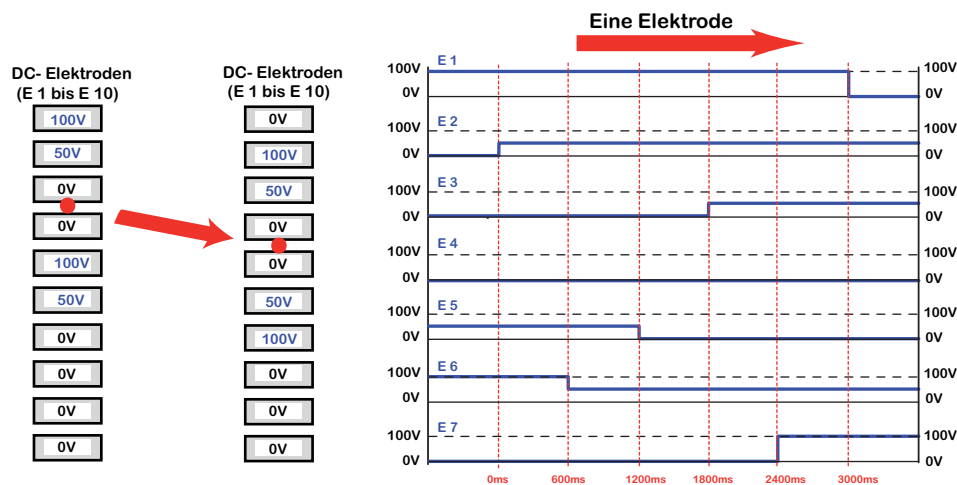 Eine Elektrode
DC- Elektroden
(E 1 bis E 10)
100V
50V
0V
0V
100V
50V
0V
0V
0V
0V
DC- Elektroden
(E 1 bis E 10)
0V
100V
50V
0V
0V
50V
100V
0V
0V
0V
E 1
100V
100V
0V
0V
E 2
100V
100V
0V
0V
E 3
100V
100V
0V
0V
E 4
100V
100V
0V
0V
E 5
100V
100V
0V
0V
E 6
100V
100V
0V
0V
E 7
100V
100V
0V
0V
0ms 600ms 1200ms 1800ms 2400ms 3000ms